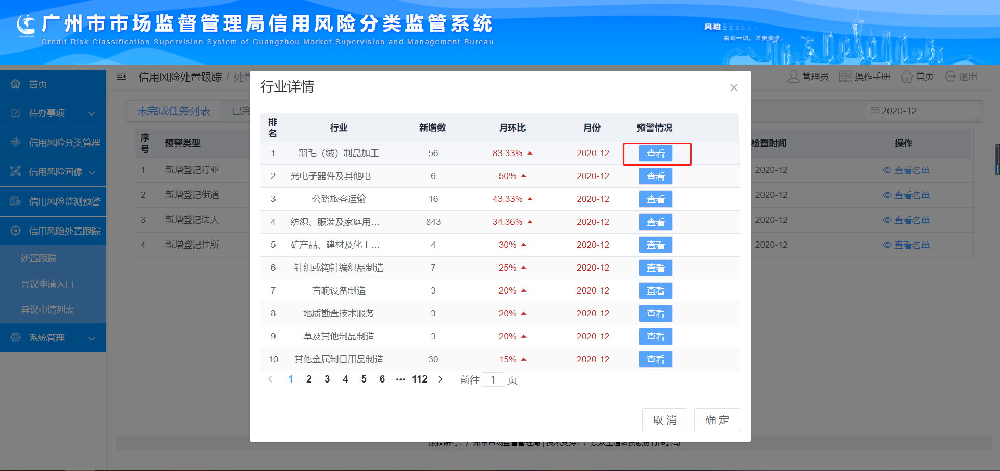 广州市市场监督管理局信用风险分类监管系统
Credit Risk Classification Supervision System of Guangzhou Market Supervision and Management Bureau
风险
看见一切，才更安全。
首页
待办事项
信用风险分类管理
信用风险画像
信用风险监测预警
信用风险处置跟踪
处置跟踪
异议申请入口
异议申请列表
系统管理
信用风险处置跟踪 / 处置
管理员 操作手册 首页 退出
未完成任务列表 已完
2020-12
序号 预警类型 检查时间 操作
1 新增登记行业 2020-12 查看名单
2 新增登记街道 2020-12 查看名单
3 新增登记法人 2020-12 查看名单
4 新增登记住所 2020-12 查看名单
行业详情
排名 行业 新增数 月环比 月份 预警情况
1 羽毛（绒）制品加工 56 83.33% 2020-12 查看
2 光电子器件及其他电... 6 50% 2020-12 查看
3 公路旅客运输 16 43.33% 2020-12 查看
4 纺织、服装及家庭用... 843 34.36% 2020-12 查看
5 矿产品、建材及化工... 4 30% 2020-12 查看
6 针织或钩针编织品制造 7 25% 2020-12 查看
7 音响设备制造 3 20% 2020-12 查看
8 地质勘查技术服务 3 20% 2020-12 查看
9 草及其他制品制造 3 20% 2020-12 查看
10 其他金属制日用品制造 30 15% 2020-12 查看
1 2 3 4 5 6 ... 112 前往 1 页
取消 确定
版权所有：广州市市场监督管理局 | 技术支持：广东众望通科技股份有限公司